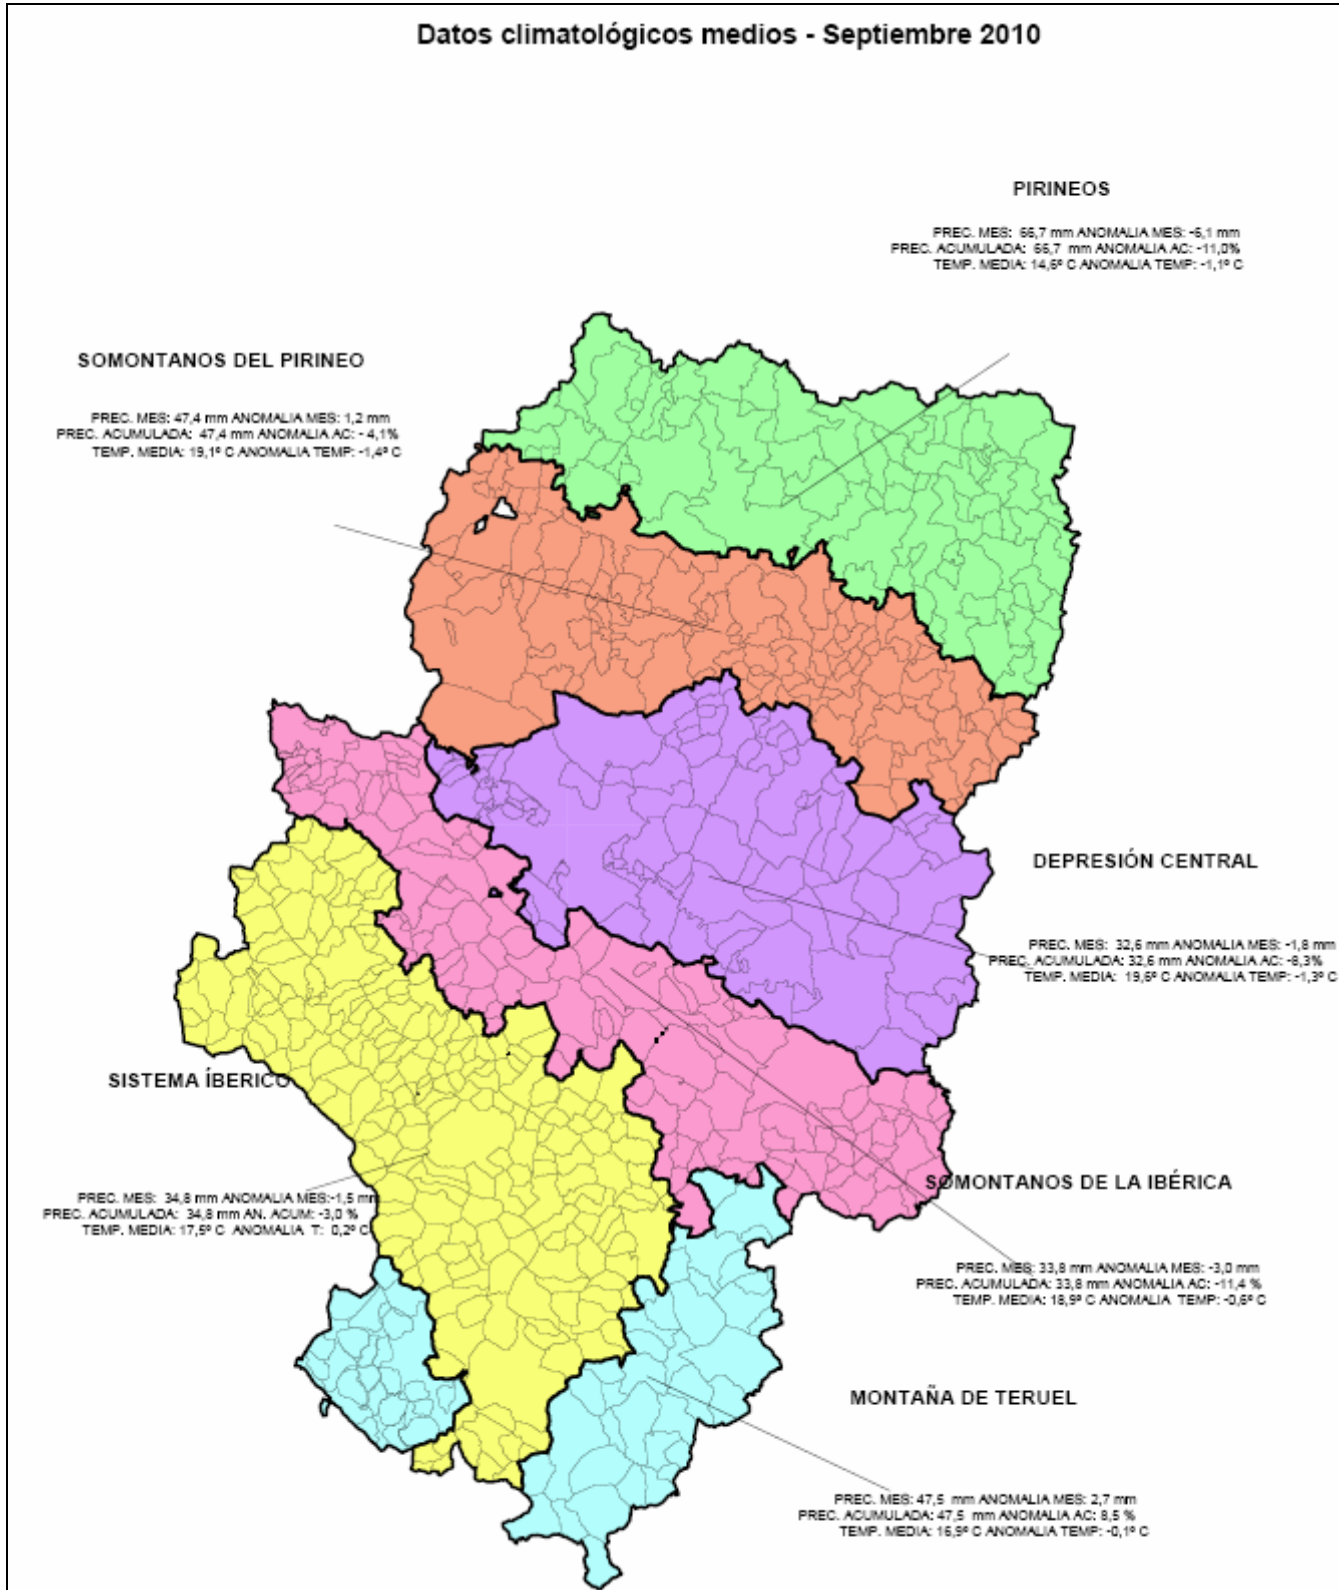 Datos climatológicos medios - Septiembre 2010
PIRINEOS
PREC. MES: 66,7 mm ANOMALIA MES: -6,1 mm
PREC. ACUMULADA: 66,7 mm ANOMALIA AC: -11,0%
TEMP. MEDIA: 14,6º C ANOMALIA TEMP: -1,1º C
SOMONTANOS DEL PIRINEO
PREC. MES: 47,4 mm ANOMALIA MES: 1,2 mm
PREC. ACUMULADA: 47,4 mm ANOMALIA AC: - 4,1%
TEMP. MEDIA: 19,1º C ANOMALIA TEMP: -1,4º C
DEPRESIÓN CENTRAL
PREC. MES: 32,6 mm ANOMALIA MES: -1,8 mm
PREC. ACUMULADA: 32,6 mm ANOMALIA AC: -8,3%
TEMP. MEDIA: 19,6º C ANOMALIA TEMP: -1,3º C
SISTEMA ÍBERICO
PREC. MES: 34,8 mm ANOMALIA MES:-1,5 mm
PREC. ACUMULADA: 34,8 mm AN. ACUM: -3,0 %
TEMP. MEDIA: 17,5º C ANOMALIA T: 0,2º C
SOMONTANOS DE LA IBÉRICA
PREC. MES: 33,8 mm ANOMALIA MES: -3,0 mm
PREC. ACUMULADA: 33,8 mm ANOMALIA AC: -11,4 %
TEMP. MEDIA: 18,9º C ANOMALIA TEMP: -0,6º C
MONTAÑA DE TERUEL
PREC. MES: 47,5 mm ANOMALIA MES: 2,7 mm
PREC. ACUMULADA: 47,5 mm ANOMALIA AC: 8,5 %
TEMP. MEDIA: 16,9º C ANOMALIA TEMP: -0,1º C